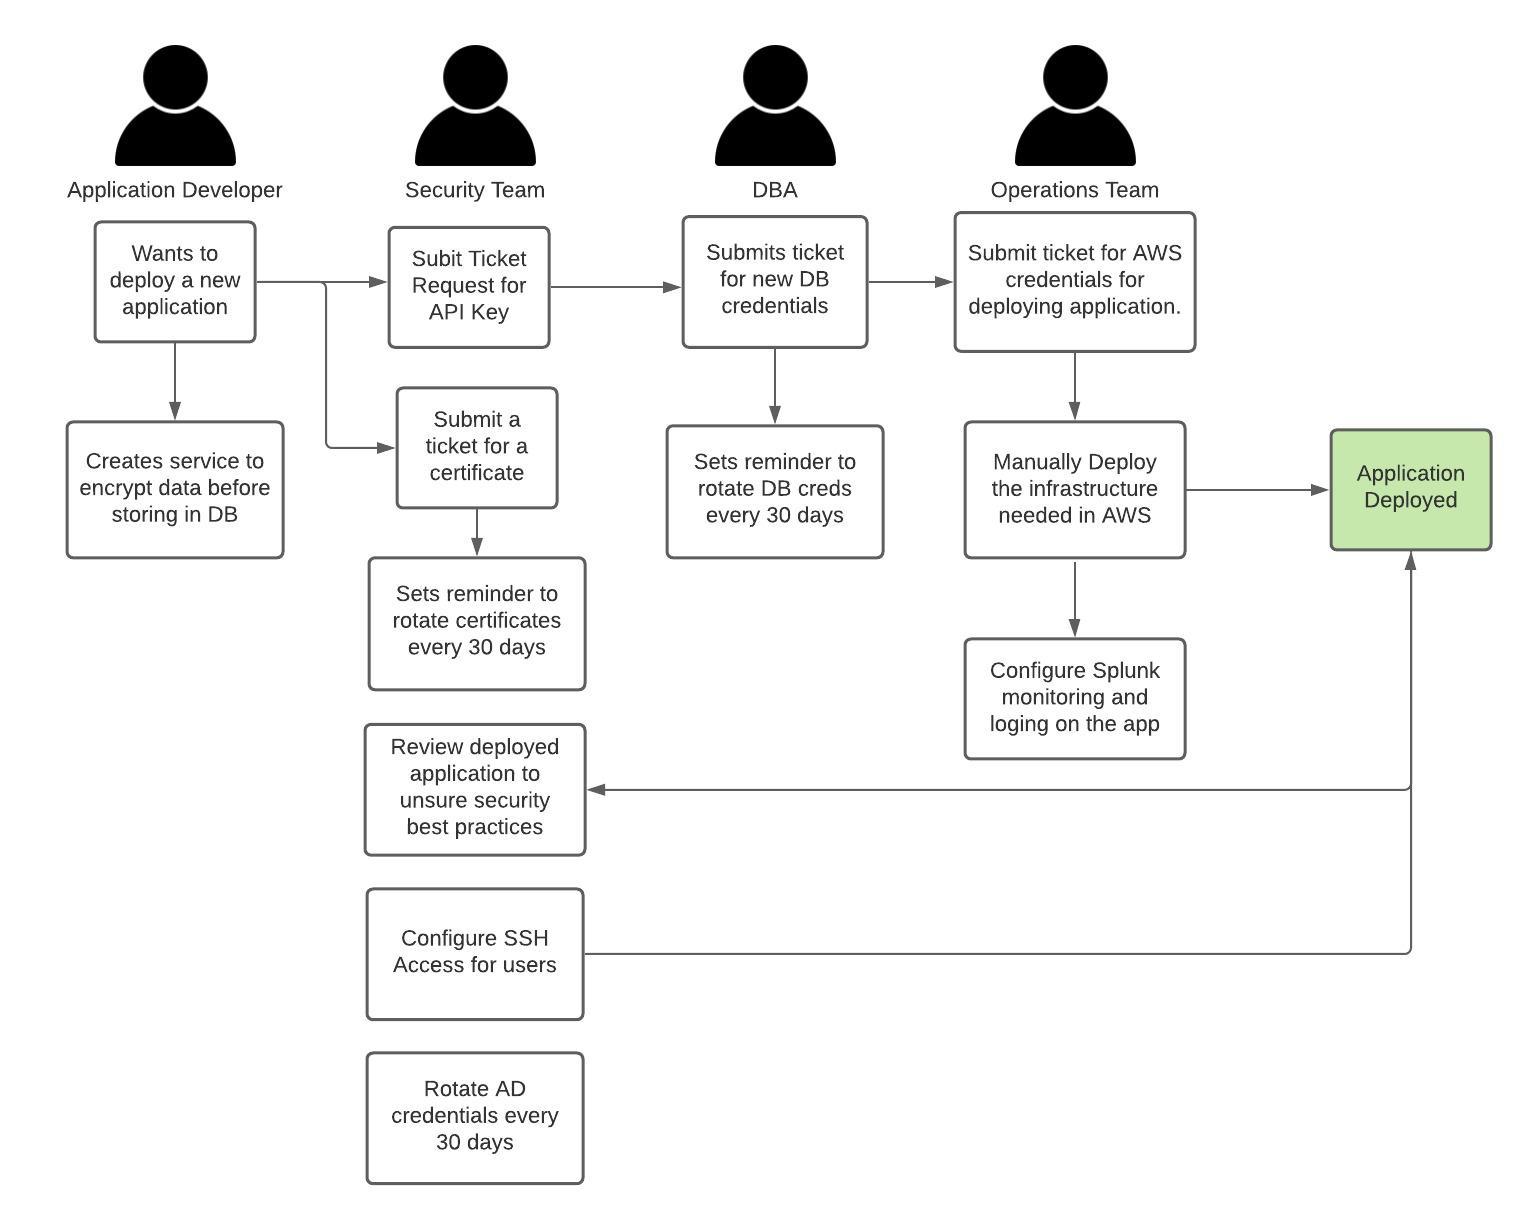 Application Developer
Security Team
DBA
Operations Team
Wants to
deploy a new
application
Subit Ticket
Request for
API Key
Submits ticket
for new DB
credentials
Submit ticket for AWS
credentials for
deploying application.
Creates service to
encrypt data before
storing in DB
Submit a
ticket for a
certificate
Sets reminder to
rotate DB creds
every 30 days
Manually Deploy
the infrastructure
needed in AWS
Application
Deployed
Sets reminder to
rotate certificates
every 30 days
Configure Splunk
monitoring and
loging on the app
Review deployed
application to
unsure security
best practices
Configure SSH
Access for users
Rotate AD
credentials every
30 days